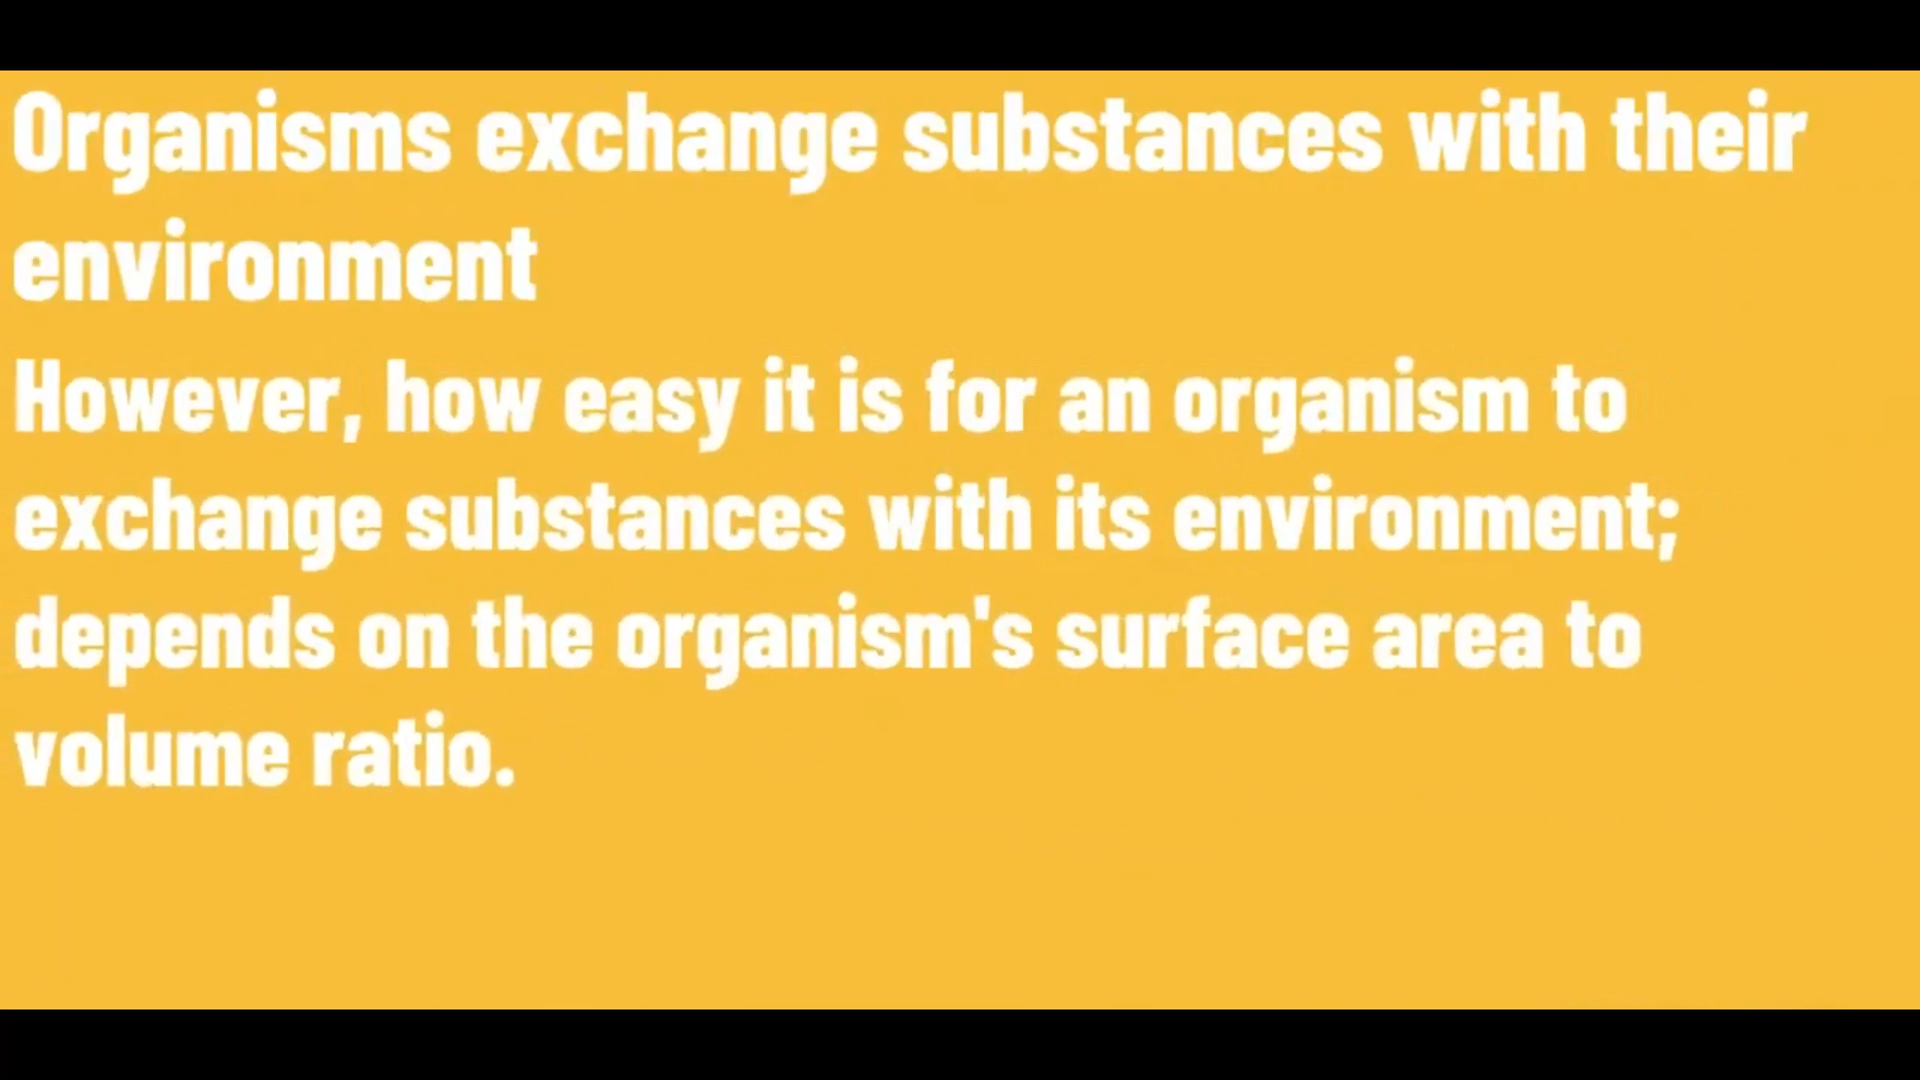 Organisms exchange substances with their
environment
However, how easy it is for an organism to
exchange substances with its environment;
depends on the organism's surface area to
volume ratio.